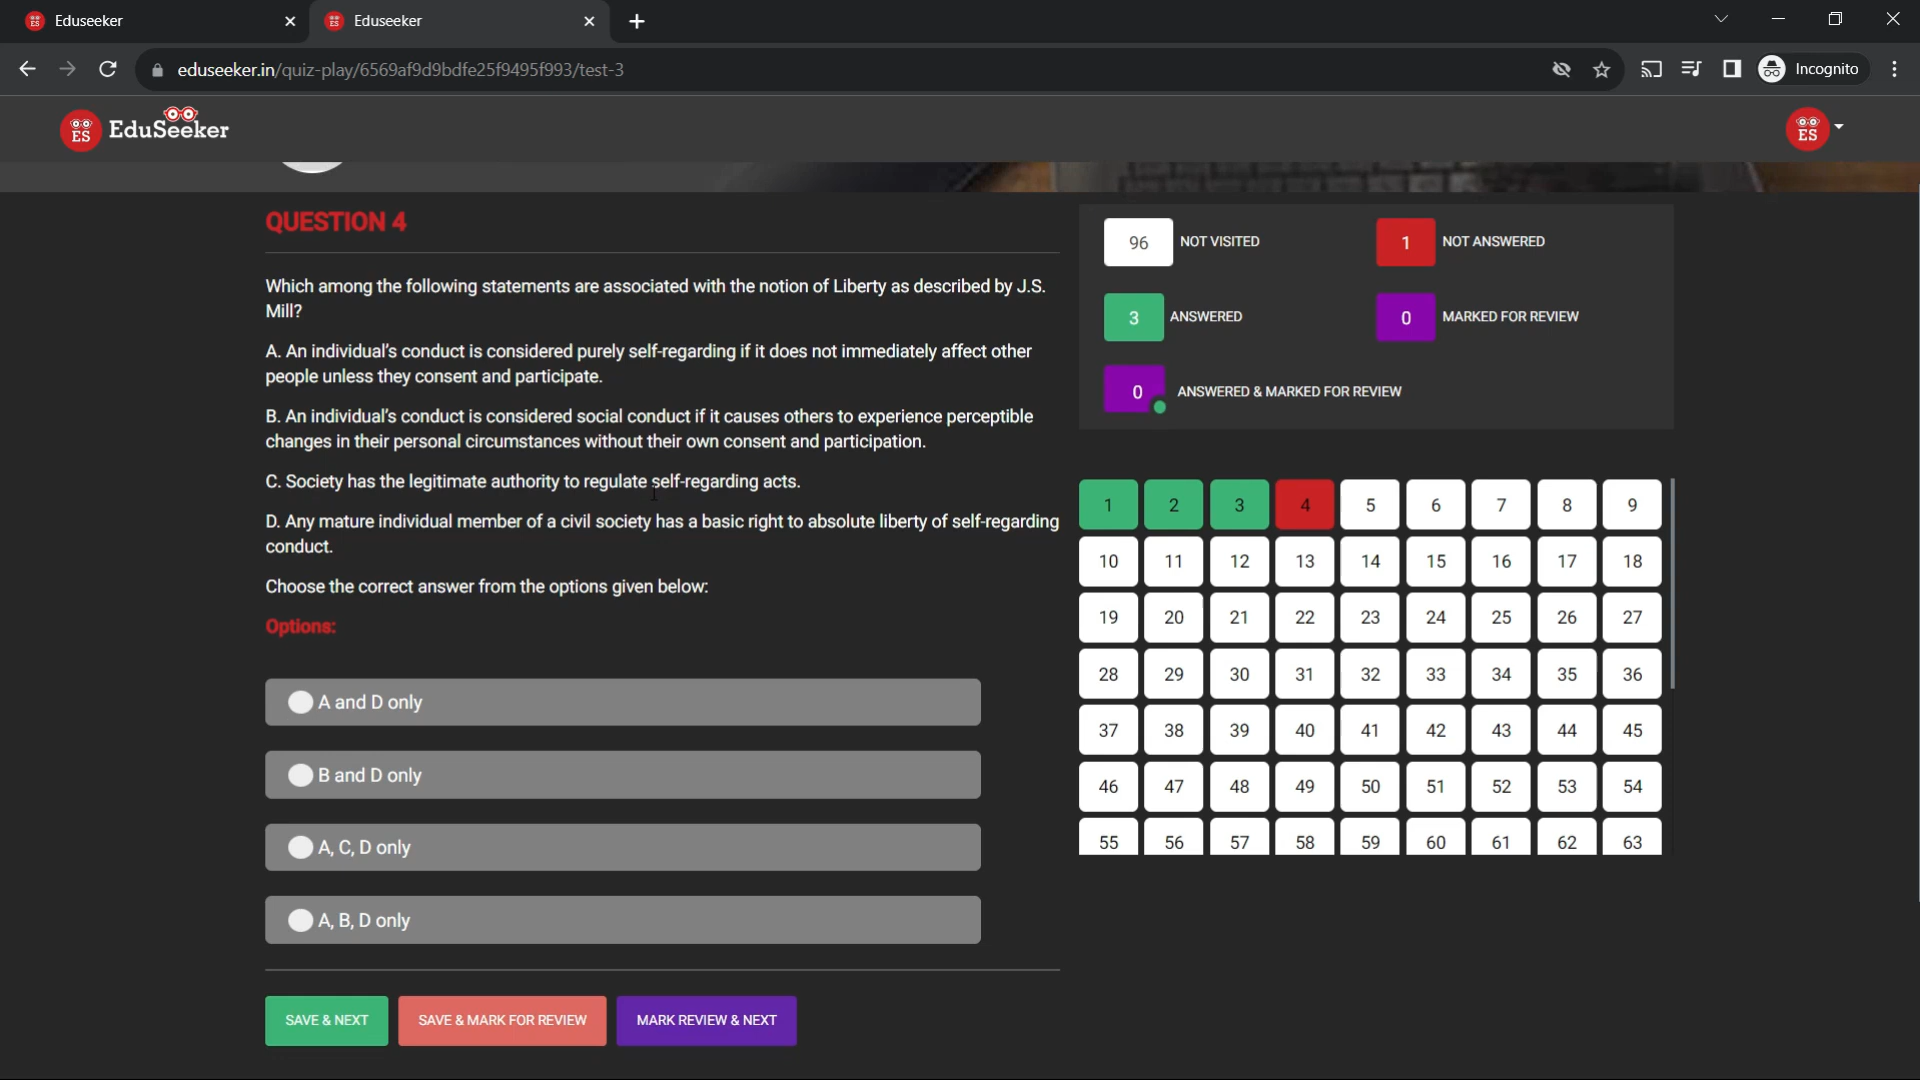 Eduseeker
Eduseeker
eduseeker.in/quiz-play/6569af9d9bdfe25f9495f993/test-3
Incognito
ES EduSeeker
ES
QUESTION 4
Which among the following statements are associated with the notion of Liberty as described by J.S.
Mill?
A. An individual's conduct is considered purely self-regarding if it does not immediately affect other
people unless they consent and participate.
B. An individual's conduct is considered social conduct if it causes others to experience perceptible
changes in their personal circumstances without their own consent and participation.
C. Society has the legitimate authority to regulate self-regarding acts.
D. Any mature individual member of a civil society has a basic right to absolute liberty of self-regarding
conduct.
Choose the correct answer from the options given below:
Options:
A and D only
B and D only
A, C, D only
A, B, D only
SAVE & NEXT SAVE & MARK FOR REVIEW MARK REVIEW & NEXT
96 NOT VISITED 1 NOT ANSWERED
3 ANSWERED 0 MARKED FOR REVIEW
0 ANSWERED & MARKED FOR REVIEW
1 2 3 4 5 6 7 8 9
10 11 12 13 14 15 16 17 18
19 20 21 22 23 24 25 26 27
28 29 30 31 32 33 34 35 36
37 38 39 40 41 42 43 44 45
46 47 48 49 50 51 52 53 54
55 56 57 58 59 60 61 62 63